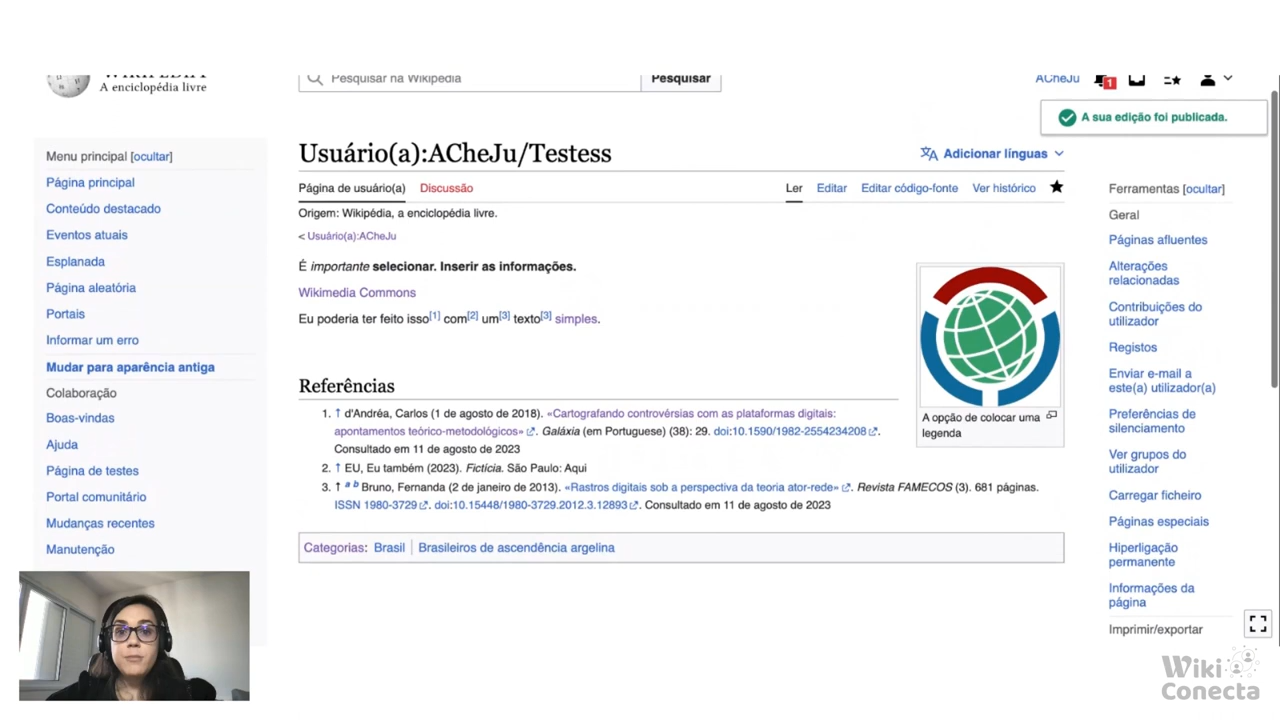 A enciclopédia livre
Pesquisar na Wikipédia
Pesquisar
ACheJu
1
A sua edição foi publicada.
Menu principal [ocultar]
Página principal
Conteúdo destacado
Eventos atuais
Esplanada
Página aleatória
Portais
Informar um erro
Mudar para aparência antiga
Colaboração
Boas-vindas
Ajuda
Página de testes
Portal comunitário
Mudanças recentes
Manutenção
Usuário(a):ACheJu/Testess
Adicionar línguas
Página de usuário(a) Discussão
Ler Editar Editar código-fonte Ver histórico
Origem: Wikipédia, a enciclopédia livre.
< Usuário(a):ACheJu
É importante selecionar. Inserir as informações.
Wikimedia Commons
Eu poderia ter feito isso[1] com[2] um[3] texto[3] simples.
A opção de colocar uma
legenda
Referências
1. ↑ d'Andréa, Carlos (1 de agosto de 2018). «Cartografando controvérsias com as plataformas digitais:
apontamentos teórico-metodológicos». Galáxia (em Portuguese) (38): 29. doi:10.1590/1982-2554234208.
Consultado em 11 de agosto de 2023
2. ↑ EU, Eu também (2023). Fictícia. São Paulo: Aqui
3. ↑ a b Bruno, Fernanda (2 de janeiro de 2013). «Rastros digitais sob a perspectiva da teoria ator-rede». Revista FAMECOS (3). 681 páginas.
ISSN 1980-3729. doi:10.15448/1980-3729.2012.3.12893. Consultado em 11 de agosto de 2023
Categorias: Brasil | Brasileiros de ascendência argelina
Ferramentas [ocultar]
Geral
Páginas afluentes
Alterações
relacionadas
Contribuições do
utilizador
Registos
Enviar e-mail a
este(a) utilizador(a)
Preferências de
silenciamento
Ver grupos do
utilizador
Carregar ficheiro
Páginas especiais
Hiperligação
permanente
Informações da
página
Imprimir/exportar
Wiki
Conecta